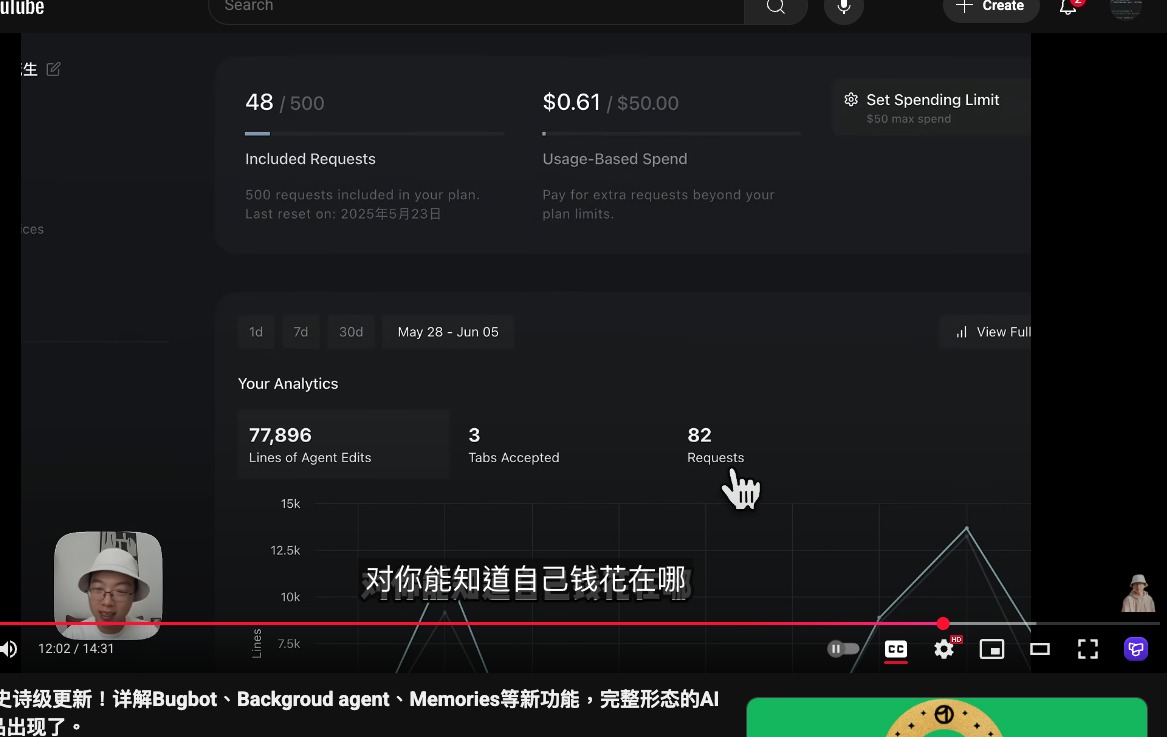 uTube
Search
Create
2
生
48 / 500
$0.61 / $50.00
Set Spending Limit
$50 max spend
Included Requests
Usage-Based Spend
500 requests included in your plan.
Last reset on: 2025年5月23日
Pay for extra requests beyond your
plan limits.
ces
1d
7d
30d
May 28 - Jun 05
View Full
Your Analytics
77,896
Lines of Agent Edits
3
Tabs Accepted
82
Requests
15k
12.5k
10k
7.5k
Lines
对你能知道自己钱花在哪
12:02 / 14:31
CC
HD
史诗级更新！详解Bugbot、Backgroud agent、Memories等新功能，完整形态的AI
品出现了。